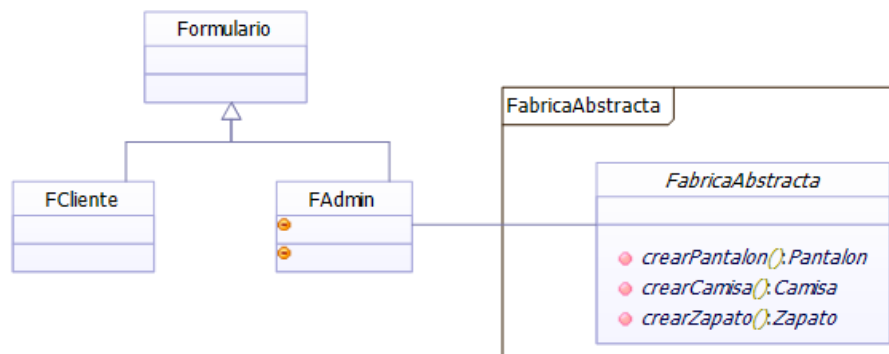 Formulario
FabricaAbstracta
FCliente
FAdmin
FabricaAbstracta
crearPantalon():Pantalon
crearCamisa():Camisa
crearZapato():Zapato